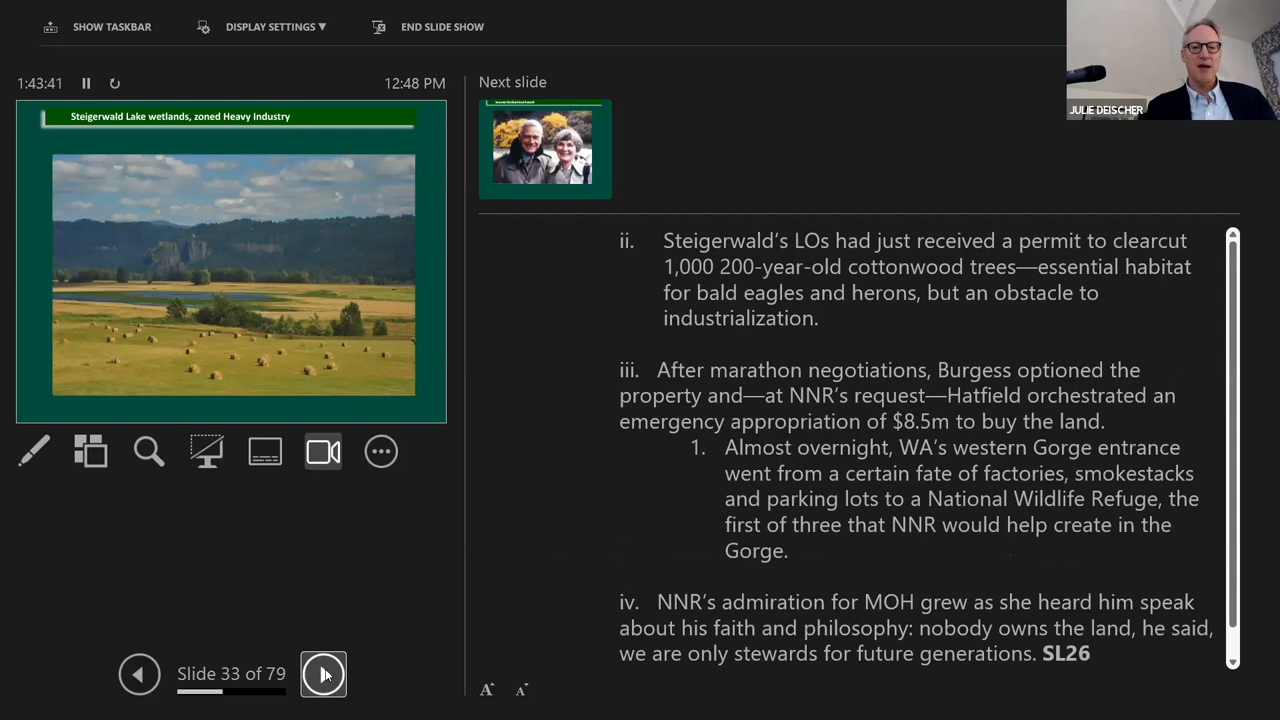 SHOW TASKBAR
DISPLAY SETTINGS ▼
END SLIDE SHOW
1:43:41
12:48 PM
Next slide
JULIE DEISCHER
Steigerwald Lake wetlands, zoned Heavy Industry
ii. Steigerwald's LOs had just received a permit to clearcut
1,000 200-year-old cottonwood trees—essential habitat
for bald eagles and herons, but an obstacle to
industrialization.
iii. After marathon negotiations, Burgess optioned the
property and—at NNR's request—Hatfield orchestrated an
emergency appropriation of $8.5m to buy the land.
1. Almost overnight, WA's western Gorge entrance
went from a certain fate of factories, smokestacks
and parking lots to a National Wildlife Refuge, the
first of three that NNR would help create in the
Gorge.
iv. NNR's admiration for MOH grew as she heard him speak
about his faith and philosophy: nobody owns the land, he said,
we are only stewards for future generations. SL26
Slide 33 of 79
A A